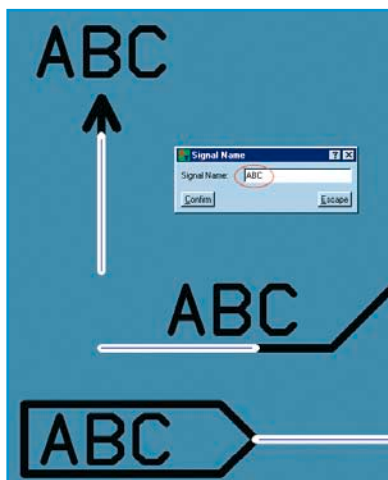 ABC
Signal Name
Signal Name: ABC
Confirm Escape
ABC
ABC